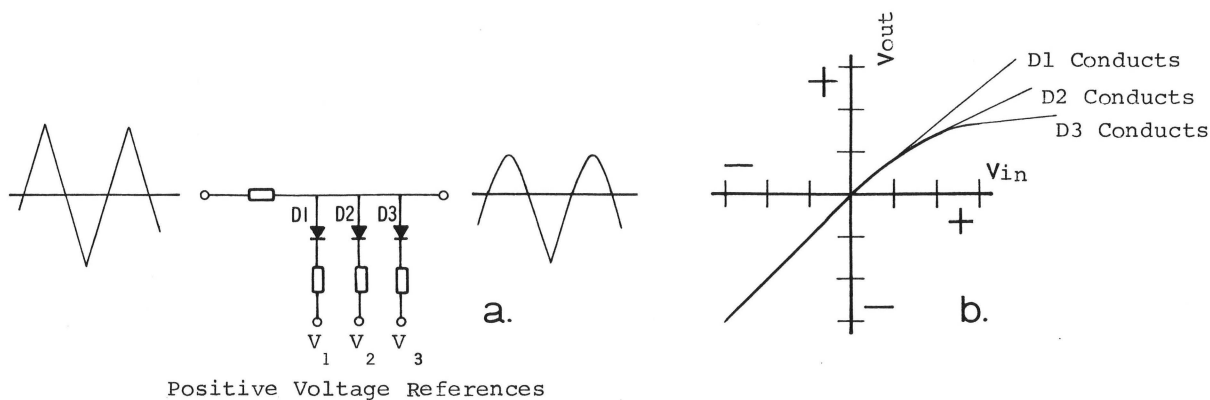 D1 D2 D3
V1 V2 V3
Positive Voltage References
a.
Vout
+
D1 Conducts
D2 Conducts
D3 Conducts
− Vin
+
−
b.